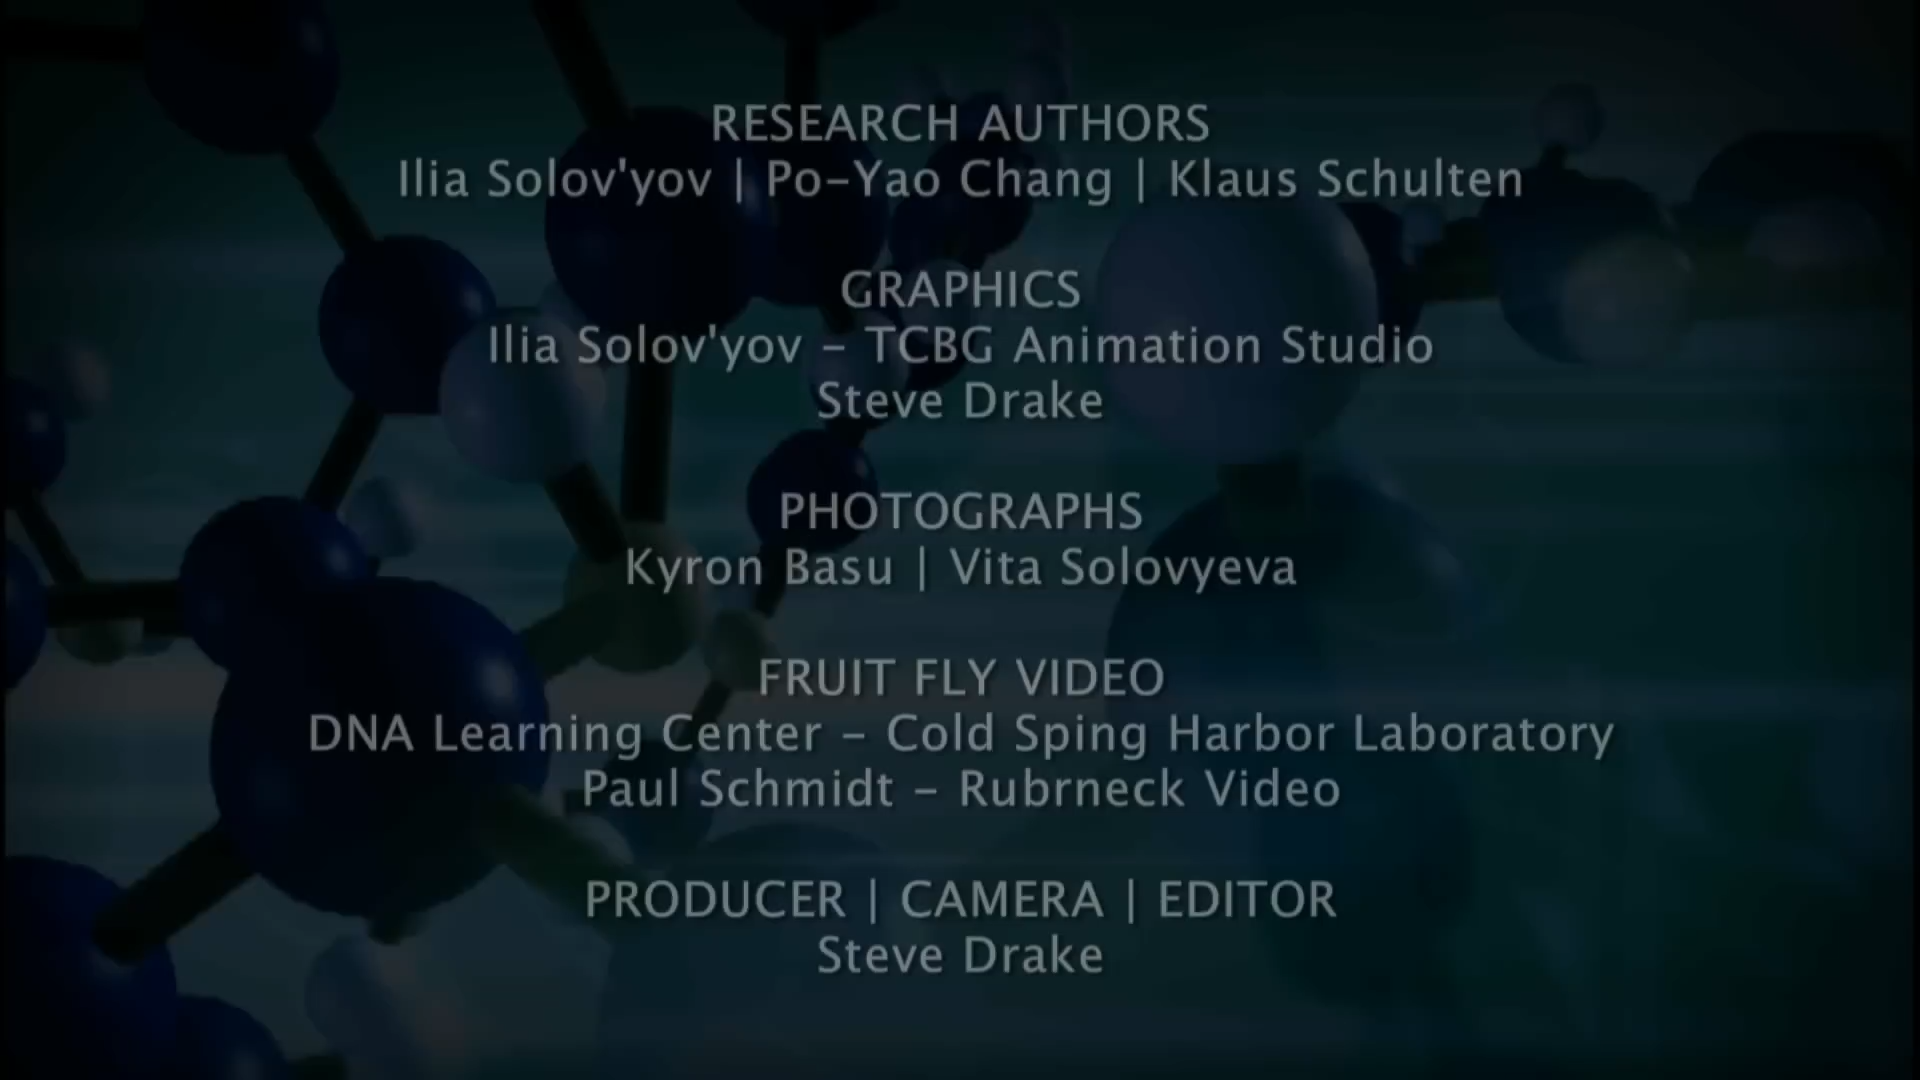 RESEARCH AUTHORS
Ilia Solov'yov | Po-Yao Chang | Klaus Schulten
GRAPHICS
Ilia Solov'yov - TCBG Animation Studio
Steve Drake
PHOTOGRAPHS
Kyron Basu | Vita Solovyeva
FRUIT FLY VIDEO
DNA Learning Center - Cold Sping Harbor Laboratory
Paul Schmidt - Rubrneck Video
PRODUCER | CAMERA | EDITOR
Steve Drake